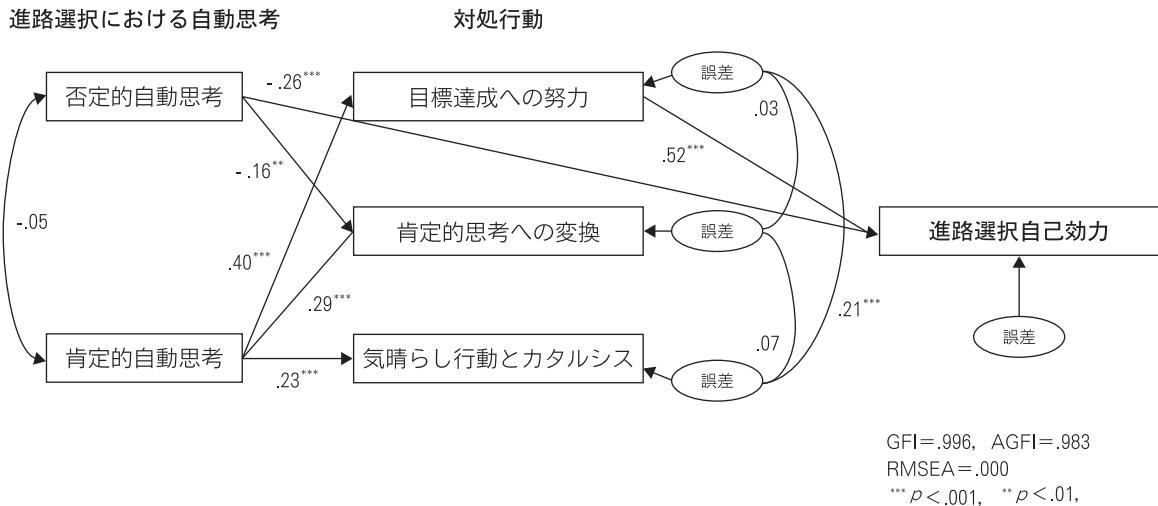 進路選択における自動思考
対処行動
否定的自動思考
-.26***
目標達成への努力
誤差
.03
.52***
-.16**
-.05
肯定的思考への変換
誤差
進路選択自己効力
.40***
.29***
.21***
.07
誤差
肯定的自動思考
.23***
気晴らし行動とカタルシス
誤差
GFI=.996, AGFI=.983
RMSEA=.000
***p<.001, **p<.01,